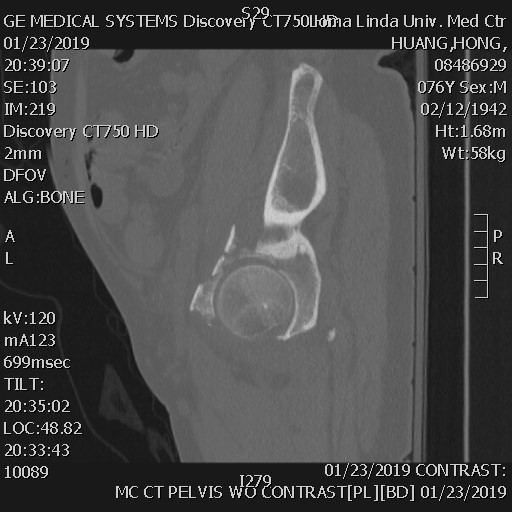 S29
GE MEDICAL SYSTEMS Discovery CT750 HD
Loma Linda Univ. Med Ctr
01/23/2019
HUANG,HONG,
20:39:07
08486929
SE:103
076Y Sex:M
IM:219
02/12/1942
Discovery CT750 HD
Ht:1.68m
2mm
Wt:58kg
DFOV
ALG:BONE
A
P
L
R
kV:120
mA123
699msec
TILT:
20:35:02
LOC:48.82
20:33:43
10089
I279
01/23/2019 CONTRAST:
MC CT PELVIS WO CONTRAST[PL][BD] 01/23/2019